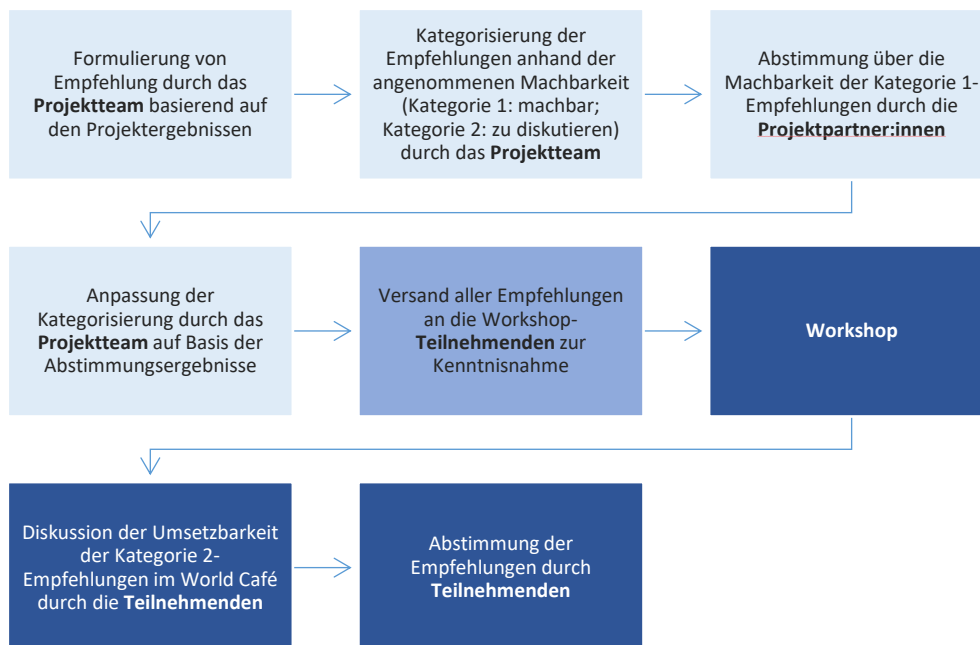 Formulierung von
Empfehlung durch das
Projektteam basierend auf
den Projektergebnissen
Kategorisierung der
Empfehlungen anhand der
angenommenen Machbarkeit
(Kategorie 1: machbar;
Kategorie 2: zu diskutieren)
durch das Projektteam
Abstimmung über die
Machbarkeit der Kategorie 1-
Empfehlungen durch die
Projektpartner:innen
Anpassung der
Kategorisierung durch das
Projektteam auf Basis der
Abstimmungsergebnisse
Versand aller Empfehlungen
an die Workshop-
Teilnehmenden zur
Kenntnisnahme
Workshop
Diskussion der Umsetzbarkeit
der Kategorie 2-
Empfehlungen im World Café
durch die Teilnehmenden
Abstimmung der
Empfehlungen durch
Teilnehmenden